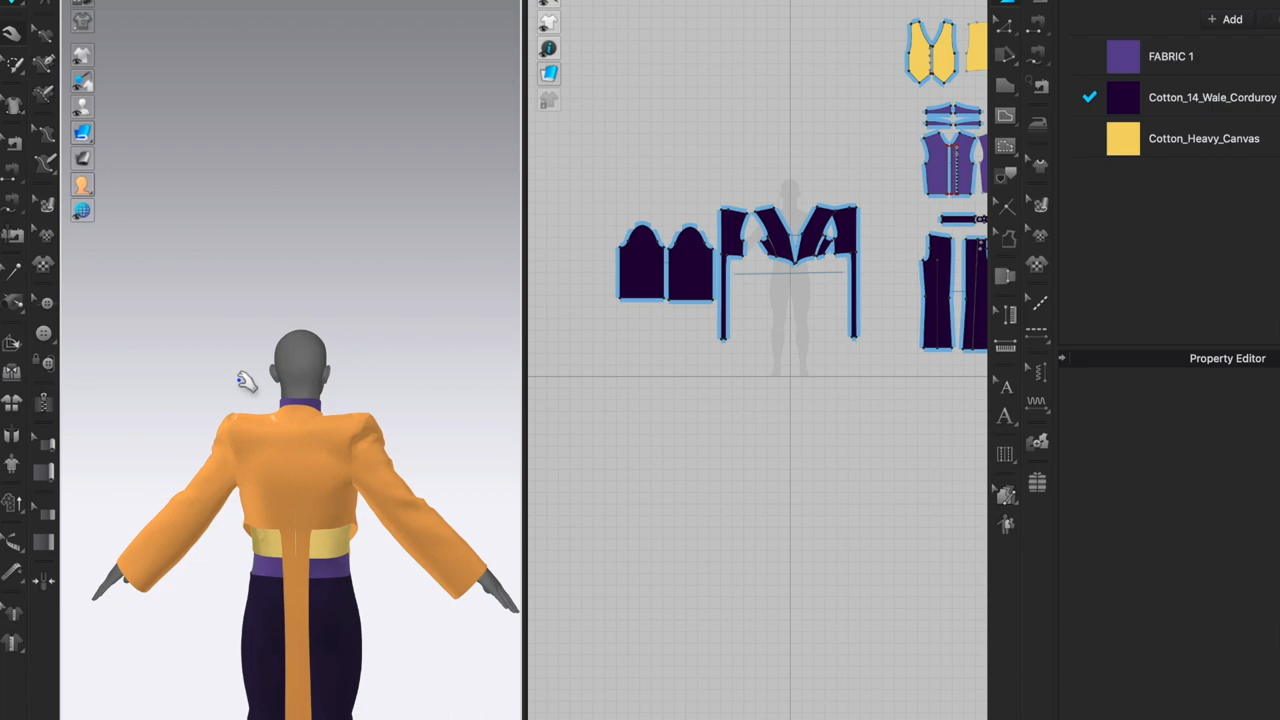 + Add
FABRIC 1
Cotton_14_Wale_Corduroy
Cotton_Heavy_Canvas
Property Editor
A
A